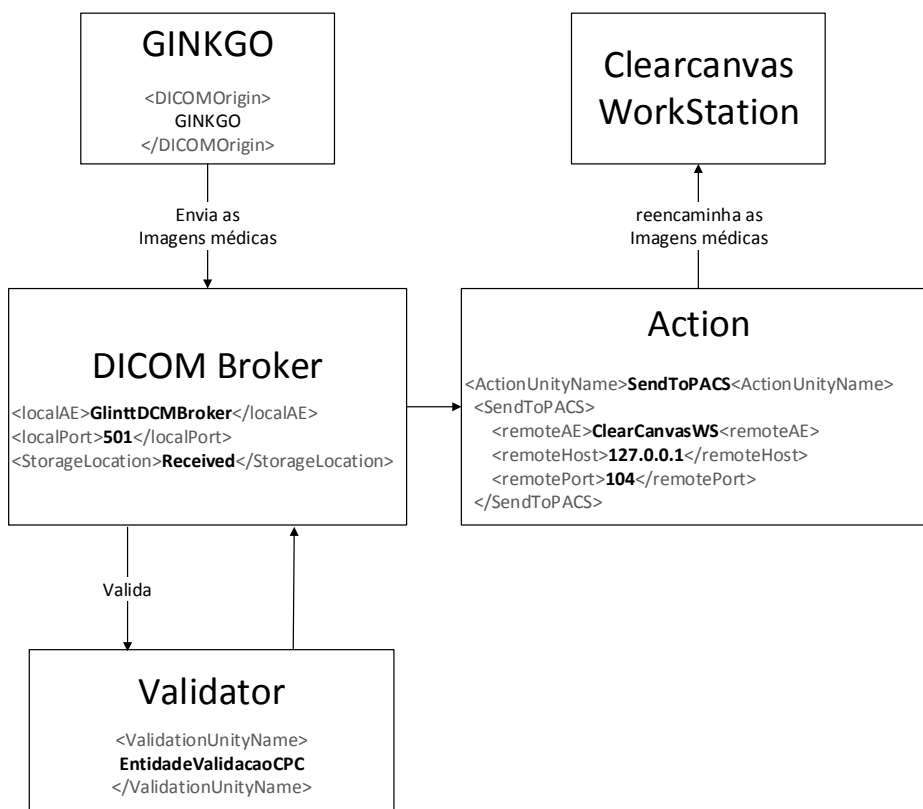 GINKGO
<DICOMOrigin>
GINKGO
</DICOMOrigin>
Clearcanvas
WorkStation
Envia as
Imagens médicas
reencaminha as
Imagens médicas
DICOM Broker
<localAE>GlinttDCMBroker</localAE>
<localPort>501</localPort>
<StorageLocation>Received</StorageLocation>
Action
<ActionUnityName>SendToPACS<ActionUnityName>
<SendToPACS>
<remoteAE>ClearCanvasWS<remoteAE>
<remoteHost>127.0.0.1</remoteHost>
<remotePort>104</remotePort>
</SendToPACS>
Valida
Validator
<ValidationUnityName>
EntidadeValidacaoCPC
</ValidationUnityName>